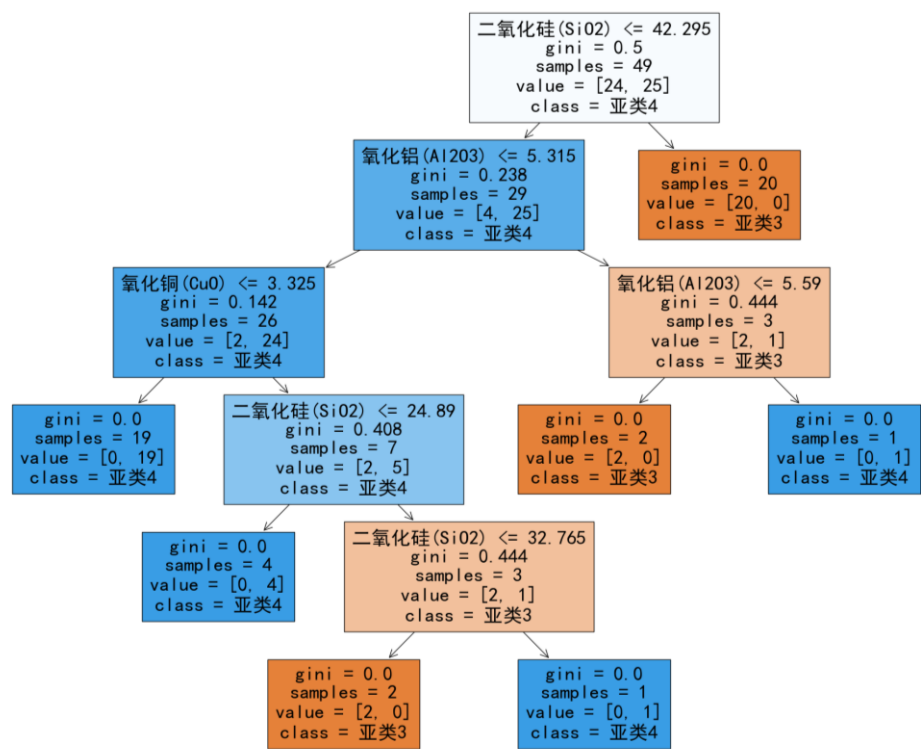 二氧化硅(SiO2) <= 42.295
gini = 0.5
samples = 49
value = [24, 25]
class = 亚类4
氧化铝(Al2O3) <= 5.315
gini = 0.238
samples = 29
value = [4, 25]
class = 亚类4
gini = 0.0
samples = 20
value = [20, 0]
class = 亚类3
氧化铜(CuO) <= 3.325
gini = 0.142
samples = 26
value = [2, 24]
class = 亚类4
氧化铝(Al2O3) <= 5.59
gini = 0.444
samples = 3
value = [2, 1]
class = 亚类3
gini = 0.0
samples = 19
value = [0, 19]
class = 亚类4
二氧化硅(SiO2) <= 24.89
gini = 0.408
samples = 7
value = [2, 5]
class = 亚类4
gini = 0.0
samples = 2
value = [2, 0]
class = 亚类3
gini = 0.0
samples = 1
value = [0, 1]
class = 亚类4
gini = 0.0
samples = 4
value = [0, 4]
class = 亚类4
二氧化硅(SiO2) <= 32.765
gini = 0.444
samples = 3
value = [2, 1]
class = 亚类3
gini = 0.0
samples = 2
value = [2, 0]
class = 亚类3
gini = 0.0
samples = 1
value = [0, 1]
class = 亚类4